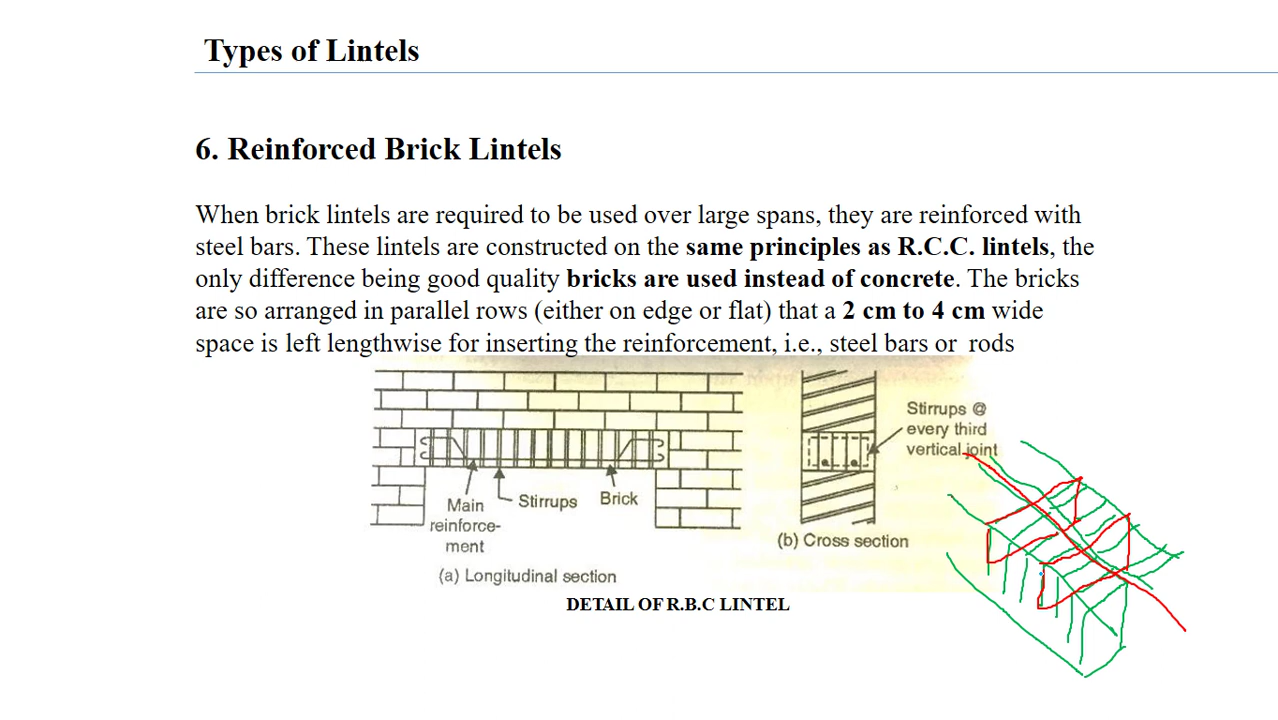 Types of Lintels
6. Reinforced Brick Lintels
When brick lintels are required to be used over large spans, they are reinforced with
steel bars. These lintels are constructed on the same principles as R.C.C. lintels, the
only difference being good quality bricks are used instead of concrete. The bricks
are so arranged in parallel rows (either on edge or flat) that a 2 cm to 4 cm wide
space is left lengthwise for inserting the reinforcement, i.e., steel bars or rods
Main
reinforce-
ment
Stirrups
Brick
(a) Longitudinal section
Stirrups @
every third
vertical joint
(b) Cross section
DETAIL OF R.B.C LINTEL